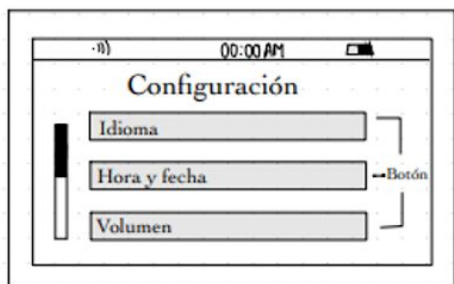 00:00 AM
Configuración
Idioma
Hora y fecha
Botón
Volumen